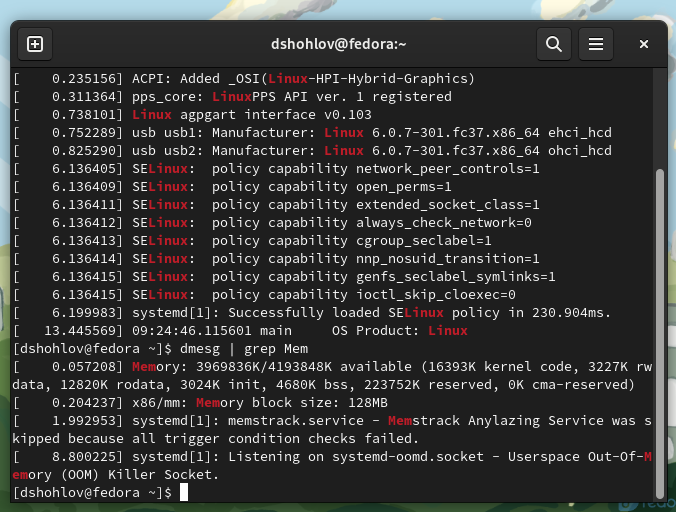 dshohlov@fedora:~
[    0.235156] ACPI: Added _OSI(Linux-HPI-Hybrid-Graphics)
[    0.311364] pps_core: LinuxPPS API ver. 1 registered
[    0.738101] Linux agpgart interface v0.103
[    0.752289] usb usb1: Manufacturer: Linux 6.0.7-301.fc37.x86_64 ehci_hcd
[    0.825290] usb usb2: Manufacturer: Linux 6.0.7-301.fc37.x86_64 ohci_hcd
[    6.136405] SELinux:  policy capability network_peer_controls=1
[    6.136409] SELinux:  policy capability open_perms=1
[    6.136411] SELinux:  policy capability extended_socket_class=1
[    6.136412] SELinux:  policy capability always_check_network=0
[    6.136413] SELinux:  policy capability cgroup_seclabel=1
[    6.136414] SELinux:  policy capability nnp_nosuid_transition=1
[    6.136415] SELinux:  policy capability genfs_seclabel_symlinks=1
[    6.136415] SELinux:  policy capability ioctl_skip_cloexec=0
[    6.199983] systemd[1]: Successfully loaded SELinux policy in 230.904ms.
[   13.445569] 09:24:46.115601 main     OS Product: Linux
[dshohlov@fedora ~]$ dmesg | grep Mem
[    0.057208] Memory: 3969836K/4193848K available (16393K kernel code, 3227K rw
data, 12820K rodata, 3024K init, 4680K bss, 223752K reserved, 0K cma-reserved)
[    0.204237] x86/mm: Memory block size: 128MB
[    1.992953] systemd[1]: memstrack.service - Memstrack Anylazing Service was s
kipped because all trigger condition checks failed.
[    8.800225] systemd[1]: Listening on systemd-oomd.socket - Userspace Out-Of-M
emory (OOM) Killer Socket.
[dshohlov@fedora ~]$